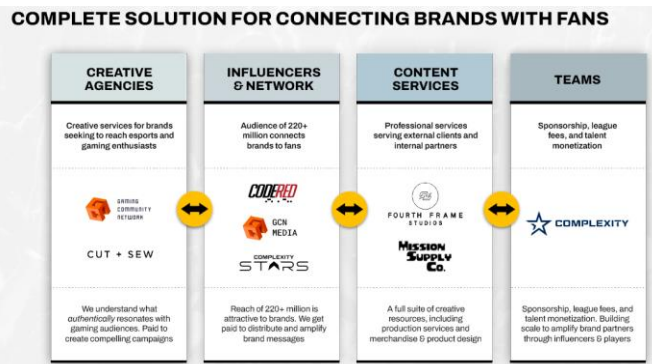 COMPLETE SOLUTION FOR CONNECTING BRANDS WITH FANS
CREATIVE
AGENCIES
Creative services for brands
seeking to reach esports and
gaming enthusiasts
GAMING
COMMUNITY
NETWORK
CUT + SEW
We understand what
authentically resonates with
gaming audiences. Paid to
create compelling campaigns
INFLUENCERS
& NETWORK
Audience of 220+
million connects
brands to fans
CODERED
GCN
MEDIA
COMPLEXITY
STARS
Reach of 220+ million is
attractive to brands. We get
paid to distribute and amplify
brand messages
CONTENT
SERVICES
Professional services
serving external clients and
internal partners
FOURTH FRAME
STUDIOS
MISSION
SUPPLY
CO.
A full suite of creative
resources, including
production services and
merchandise & product design
TEAMS
Sponsorship, league
fees, and talent
monetization
COMPLEXITY
Sponsorship, league fees, and
talent monetization. Building
scale to amplify brand partners
through influencers & players